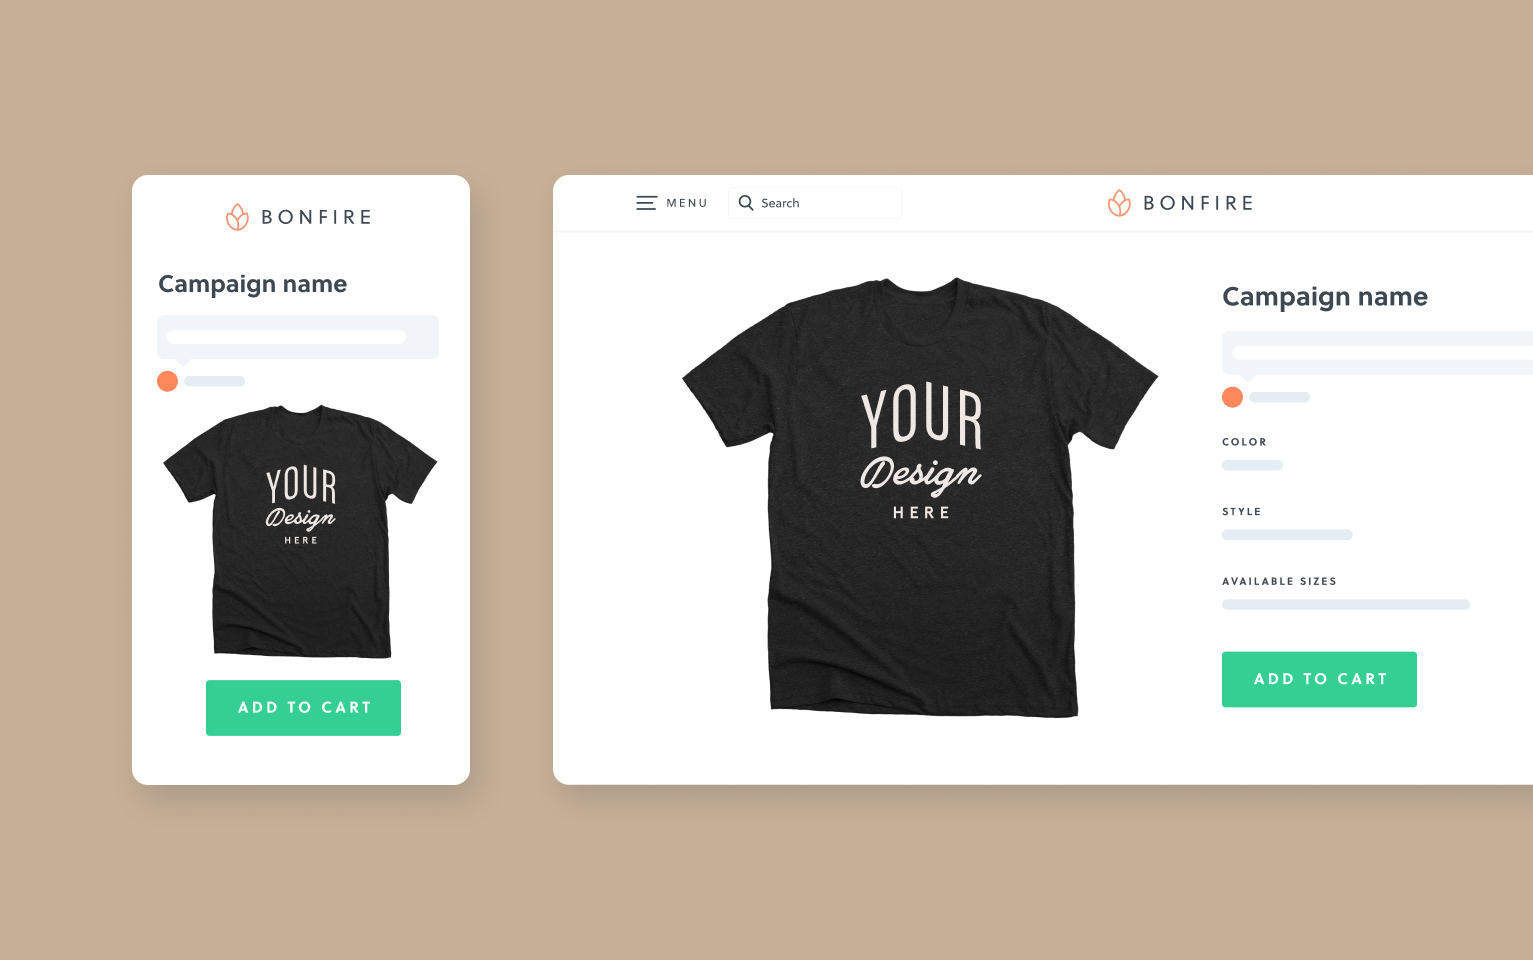 BONFIRE
Campaign name
YOUR
Design
HERE
ADD TO CART
MENU
Search
BONFIRE
YOUR
Design
HERE
Campaign name
COLOR
STYLE
AVAILABLE SIZES
ADD TO CART